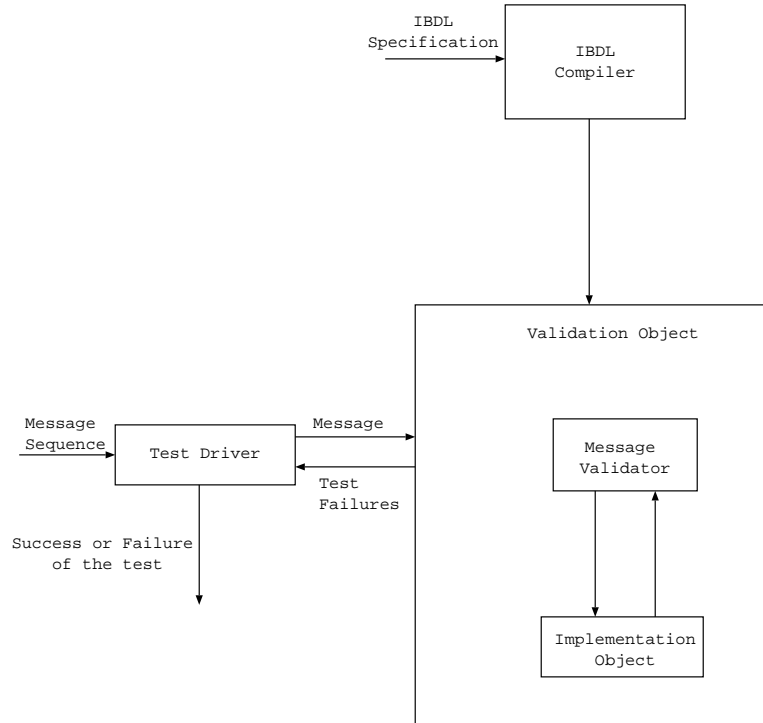 IBDL
Specification
IBDL
Compiler
Validation Object
Message
Sequence
Test Driver
Message
Test
Failures
Message
Validator
Success or Failure
of the test
Implementation
Object